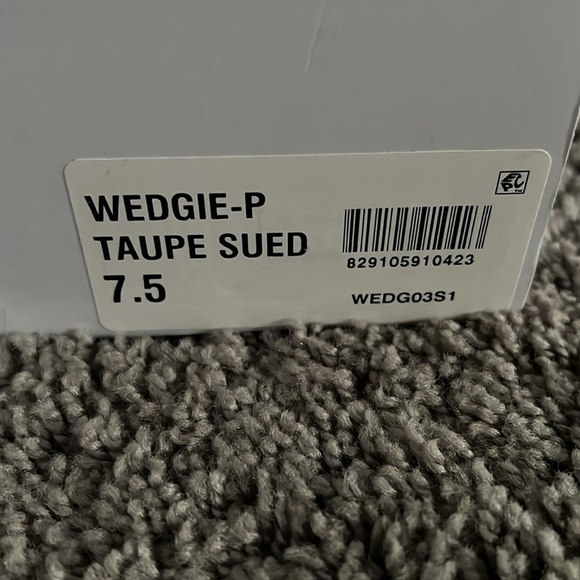 WEDGIE-P
TAUPE SUED
7.5
829105910423
WEDG03S1